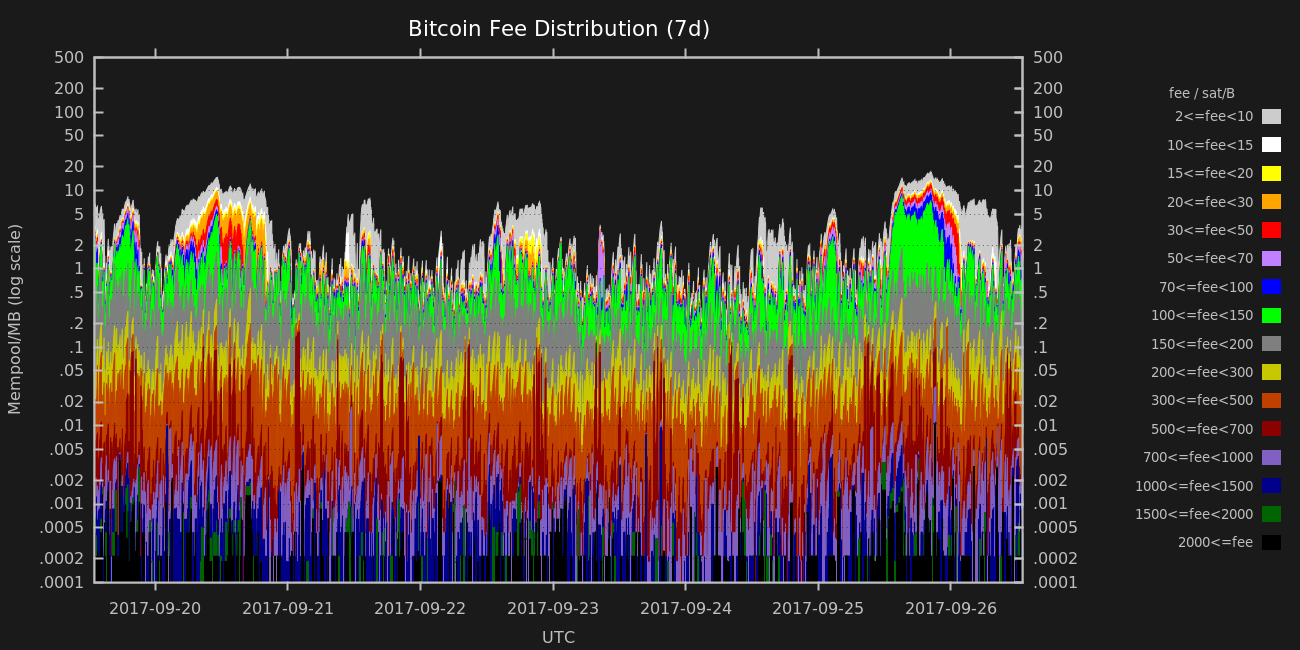 Bitcoin Fee Distribution (7d)
500
200
100
50
20
10
5
2
1
.5
.2
.1
.05
.02
.01
.005
.002
.001
.0005
.0002
.0001
Mempool/MB (log scale)
500
200
100
50
20
10
5
2
1
.5
.2
.1
.05
.02
.01
.005
.002
.001
.0005
.0002
.0001
2017-09-20 2017-09-21 2017-09-22 2017-09-23 2017-09-24 2017-09-25 2017-09-26
UTC
fee / sat/B
2<=fee<10
10<=fee<15
15<=fee<20
20<=fee<30
30<=fee<50
50<=fee<70
70<=fee<100
100<=fee<150
150<=fee<200
200<=fee<300
300<=fee<500
500<=fee<700
700<=fee<1000
1000<=fee<1500
1500<=fee<2000
2000<=fee